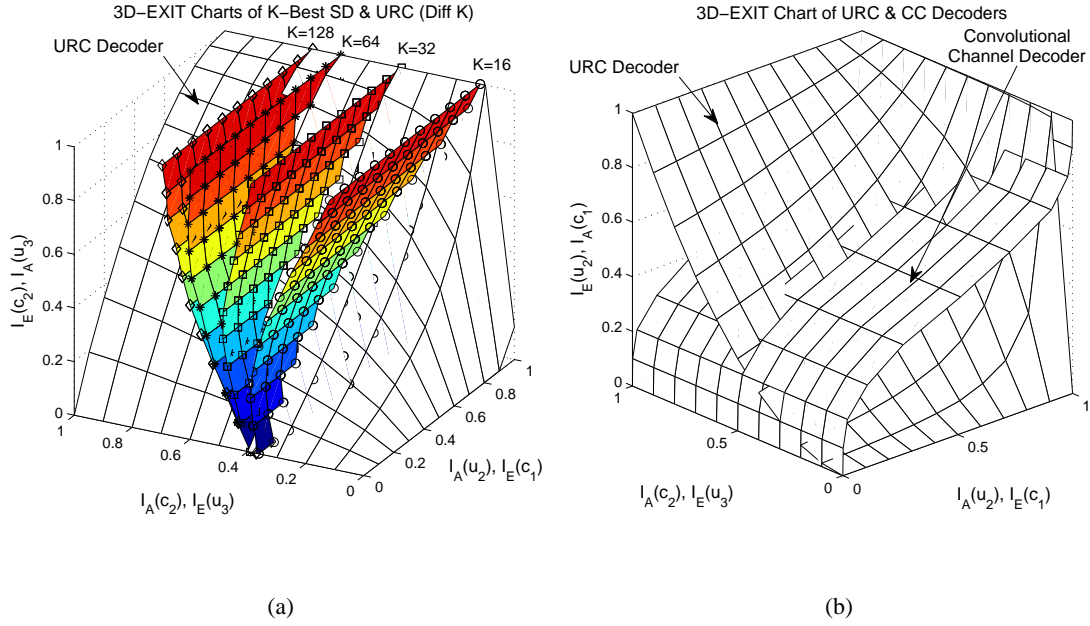 3D−EXIT Charts of K−Best SD & URC (Diff K)
URC Decoder
K=128
K=64
K=32
K=16
1
0.8
0.6
0.4
0.2
0
I_E(c_2), I_A(u_3)
1
0.8
0.6
0.4
0.2
0
I_A(c_2), I_E(u_3)
0
0.2
0.4
0.6
0.8
1
I_A(u_2), I_E(c_1)
(a)
3D−EXIT Chart of URC & CC Decoders
Convolutional
Channel Decoder
URC Decoder
1
0.8
0.6
0.4
0.2
0
I_E(u_2), I_A(c_1)
1
0.5
0
I_A(c_2), I_E(u_3)
0
0.5
1
I_A(u_2), I_E(c_1)
(b)